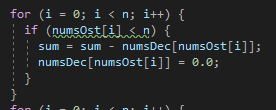 for (i = 0; i < n; i++) {
if (numsOst[i] < n) {
sum = sum - numsDec[numsOst[i]];
numsDec[numsOst[i]] = 0.0;
}
}
for (i = 0; i < n; i++) {